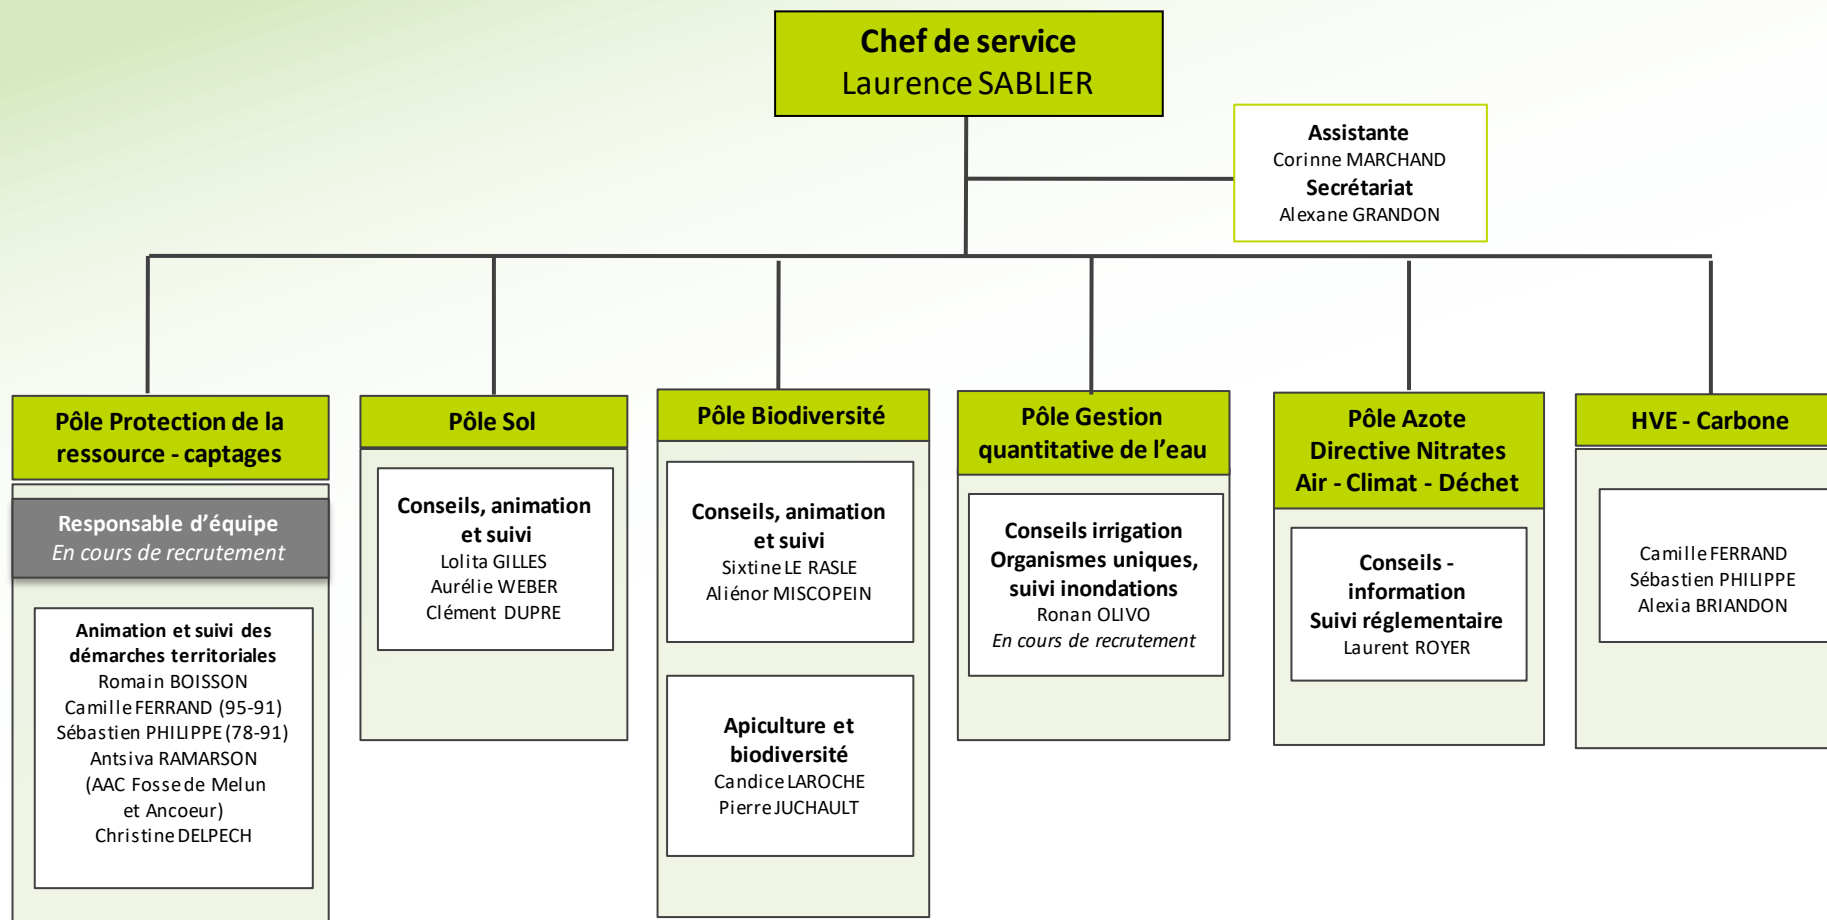 Chef de service
Laurence SABLIER
Assistante
Corinne MARCHAND
Secrétariat
Alexane GRANDON
Pôle Protection de la
ressource - captages
Responsable d'équipe
En cours de recrutement
Animation et suivi des
démarches territoriales
Romain BOISSON
Camille FERRAND (95-91)
Sébastien PHILIPPE (78-91)
Antsiva RAMARSON
(AAC Fosse de Melun
et Ancoeur)
Christine DELPECH
Pôle Sol
Conseils, animation
et suivi
Lolita GILLES
Aurélie WEBER
Clément DUPRE
Pôle Biodiversité
Conseils, animation
et suivi
Sixtine LE RASLE
Aliénor MISCOPEIN
Apiculture et
biodiversité
Candice LAROCHE
Pierre JUCHAULT
Pôle Gestion
quantitative de l'eau
Conseils irrigation
Organismes uniques,
suivi inondations
Ronan OLIVO
En cours de recrutement
Pôle Azote
Directive Nitrates
Air - Climat - Déchet
Conseils -
information
Suivi réglementaire
Laurent ROYER
HVE - Carbone
Camille FERRAND
Sébastien PHILIPPE
Alexia BRIANDON